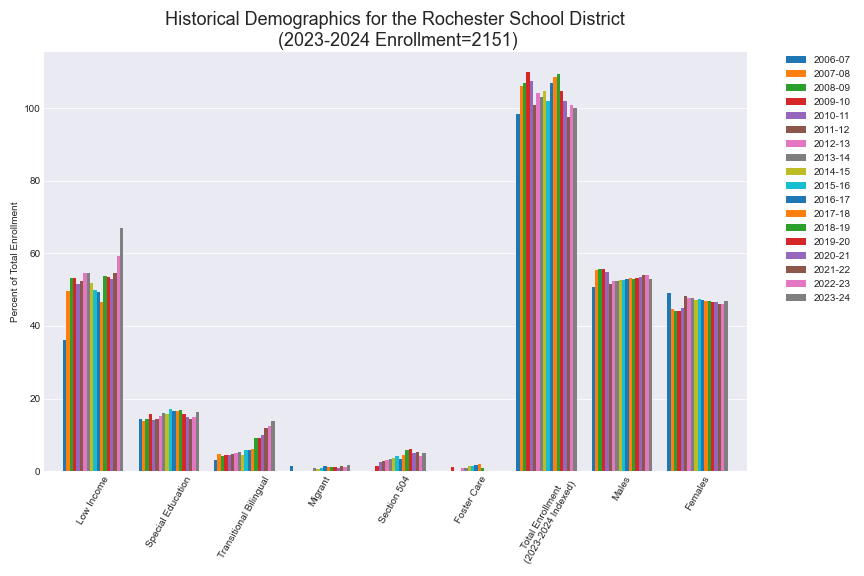 Historical Demographics for the Rochester School District
(2023-2024 Enrollment=2151)
Percent of Total Enrollment
100
80
60
40
20
0
Low Income
Special Education
Transitional Bilingual
Migrant
Section 504
Foster Care
Total Enrollment
(2023-2024 Indexed)
Males
Females
2006-07
2007-08
2008-09
2009-10
2010-11
2011-12
2012-13
2013-14
2014-15
2015-16
2016-17
2017-18
2018-19
2019-20
2020-21
2021-22
2022-23
2023-24